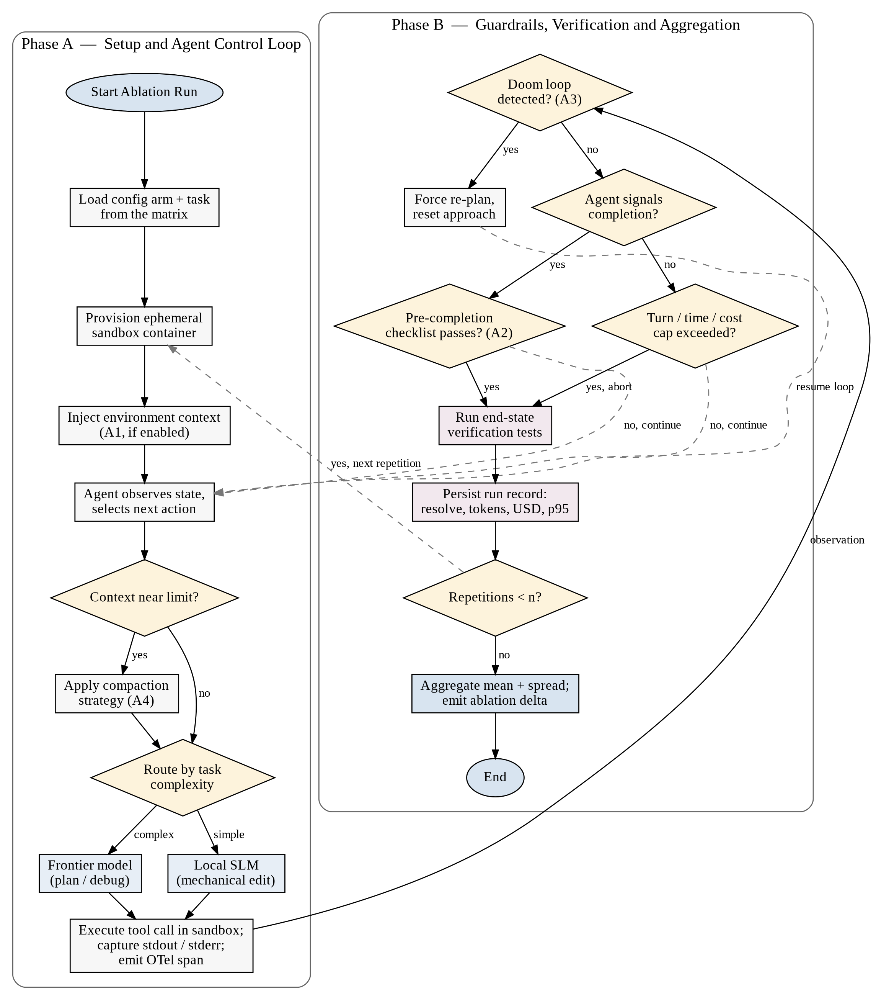 Phase A — Setup and Agent Control Loop
Start Ablation Run
Load config arm + task
from the matrix
Provision ephemeral
sandbox container
Inject environment context
(A1, if enabled)
Agent observes state,
selects next action
Context near limit?
yes
no
Apply compaction
strategy (A4)
Route by task
complexity
complex
simple
Frontier model
(plan / debug)
Local SLM
(mechanical edit)
Execute tool call in sandbox;
capture stdout / stderr;
emit OTel span
Phase B — Guardrails, Verification and Aggregation
Doom loop
detected? (A3)
yes
no
Force re-plan,
reset approach
Agent signals
completion?
yes
no
Pre-completion
checklist passes? (A2)
Turn / time / cost
cap exceeded?
yes
yes, abort
resume loop
Run end-state
verification tests
no, continue
no, continue
yes, next repetition
Persist run record:
resolve, tokens, USD, p95
observation
Repetitions < n?
no
Aggregate mean + spread;
emit ablation delta
End